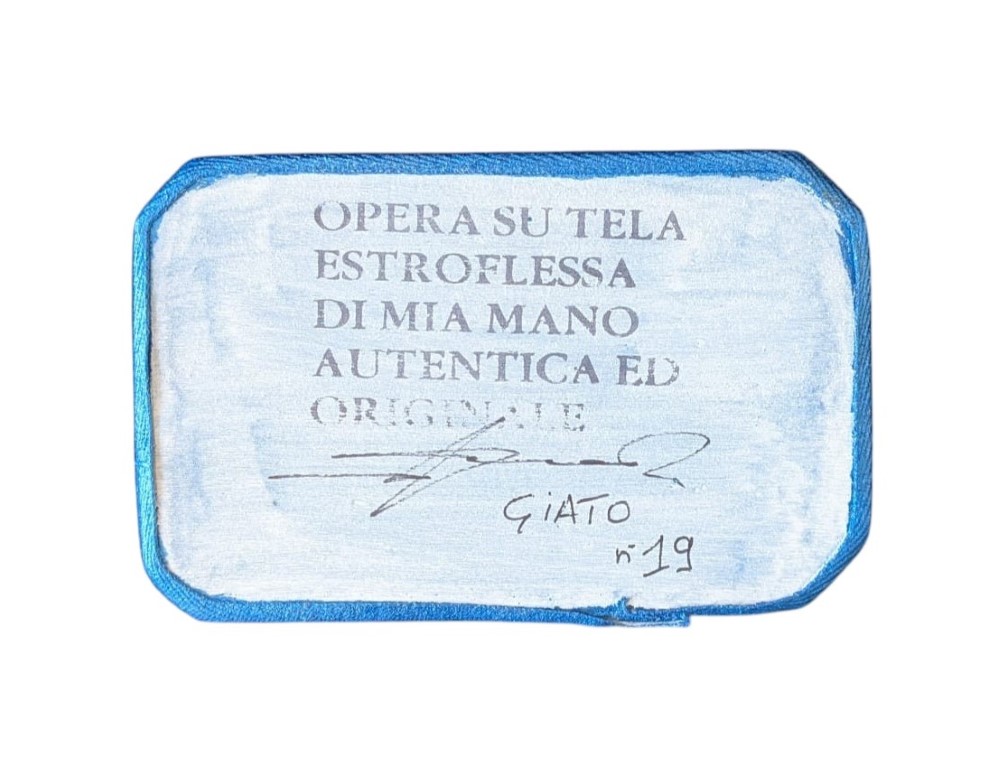 OPERA SU TELA
ESTROFLESSA
DI MIA MANO
AUTENTICA ED
ORIGINALE
GIATO
n° 19